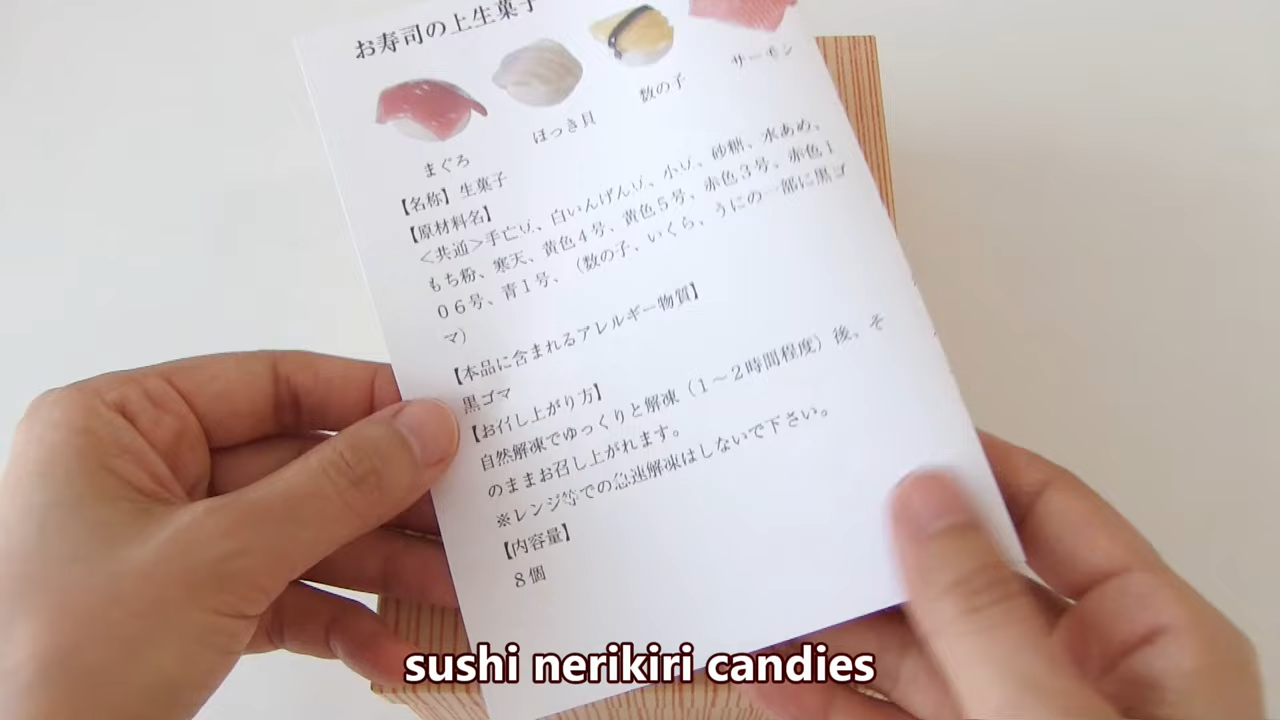 お寿司の上生菓子
まぐろ
ほっき貝
数の子
サーモン
【名称】生菓子
【原材料名】
＜共通＞手亡豆、白いんげん豆、小豆、砂糖、水あめ、
もち粉、寒天、黄色４号、黄色５号、赤色３号、赤色１
０６号、青１号、（数の子、いくら、うにの一部に黒ゴ
マ）
【本品に含まれるアレルギー物質】
黒ゴマ
【お召し上がり方】
自然解凍でゆっくりと解凍（１～２時間程度）後、そ
のままお召し上がれます。
※レンジ等での急速解凍はしないで下さい。
【内容量】
８個
sushi nerikiri candies